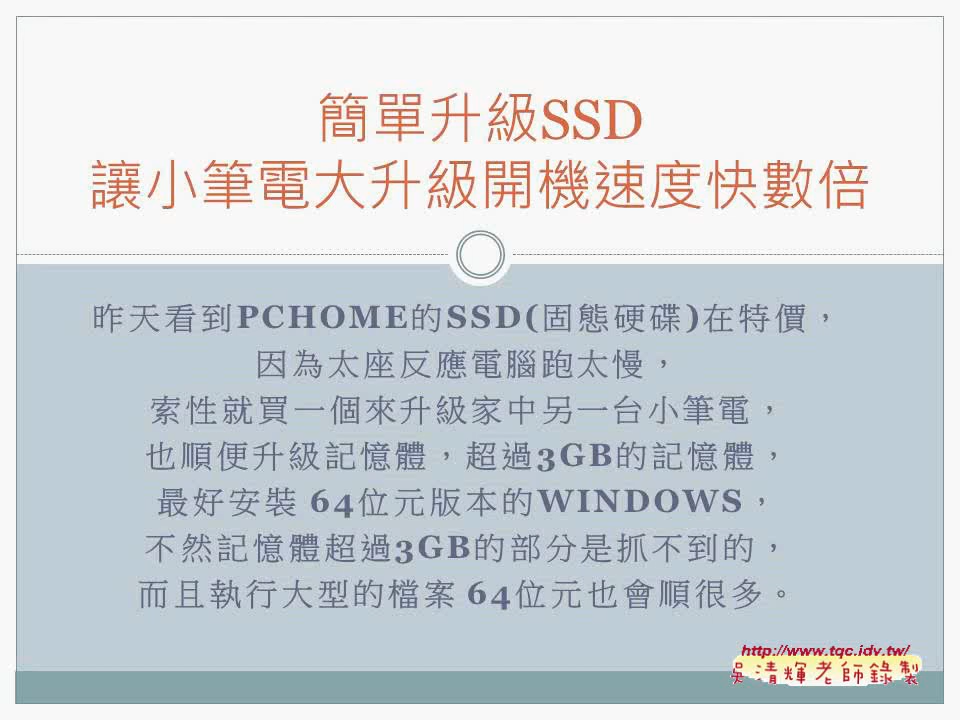 簡單升級SSD
讓小筆電大升級開機速度快數倍
昨天看到PCHOME的SSD(固態硬碟)在特價，
因為太座反應電腦跑太慢，
索性就買一個來升級家中另一台小筆電，
也順便升級記憶體，超過3GB的記憶體，
最好安裝 64位元版本的WINDOWS，
不然記憶體超過3GB的部分是抓不到的，
而且執行大型的檔案 64位元也會順很多。
http://www.tqc.idv.tw/
吳清輝老師錄製